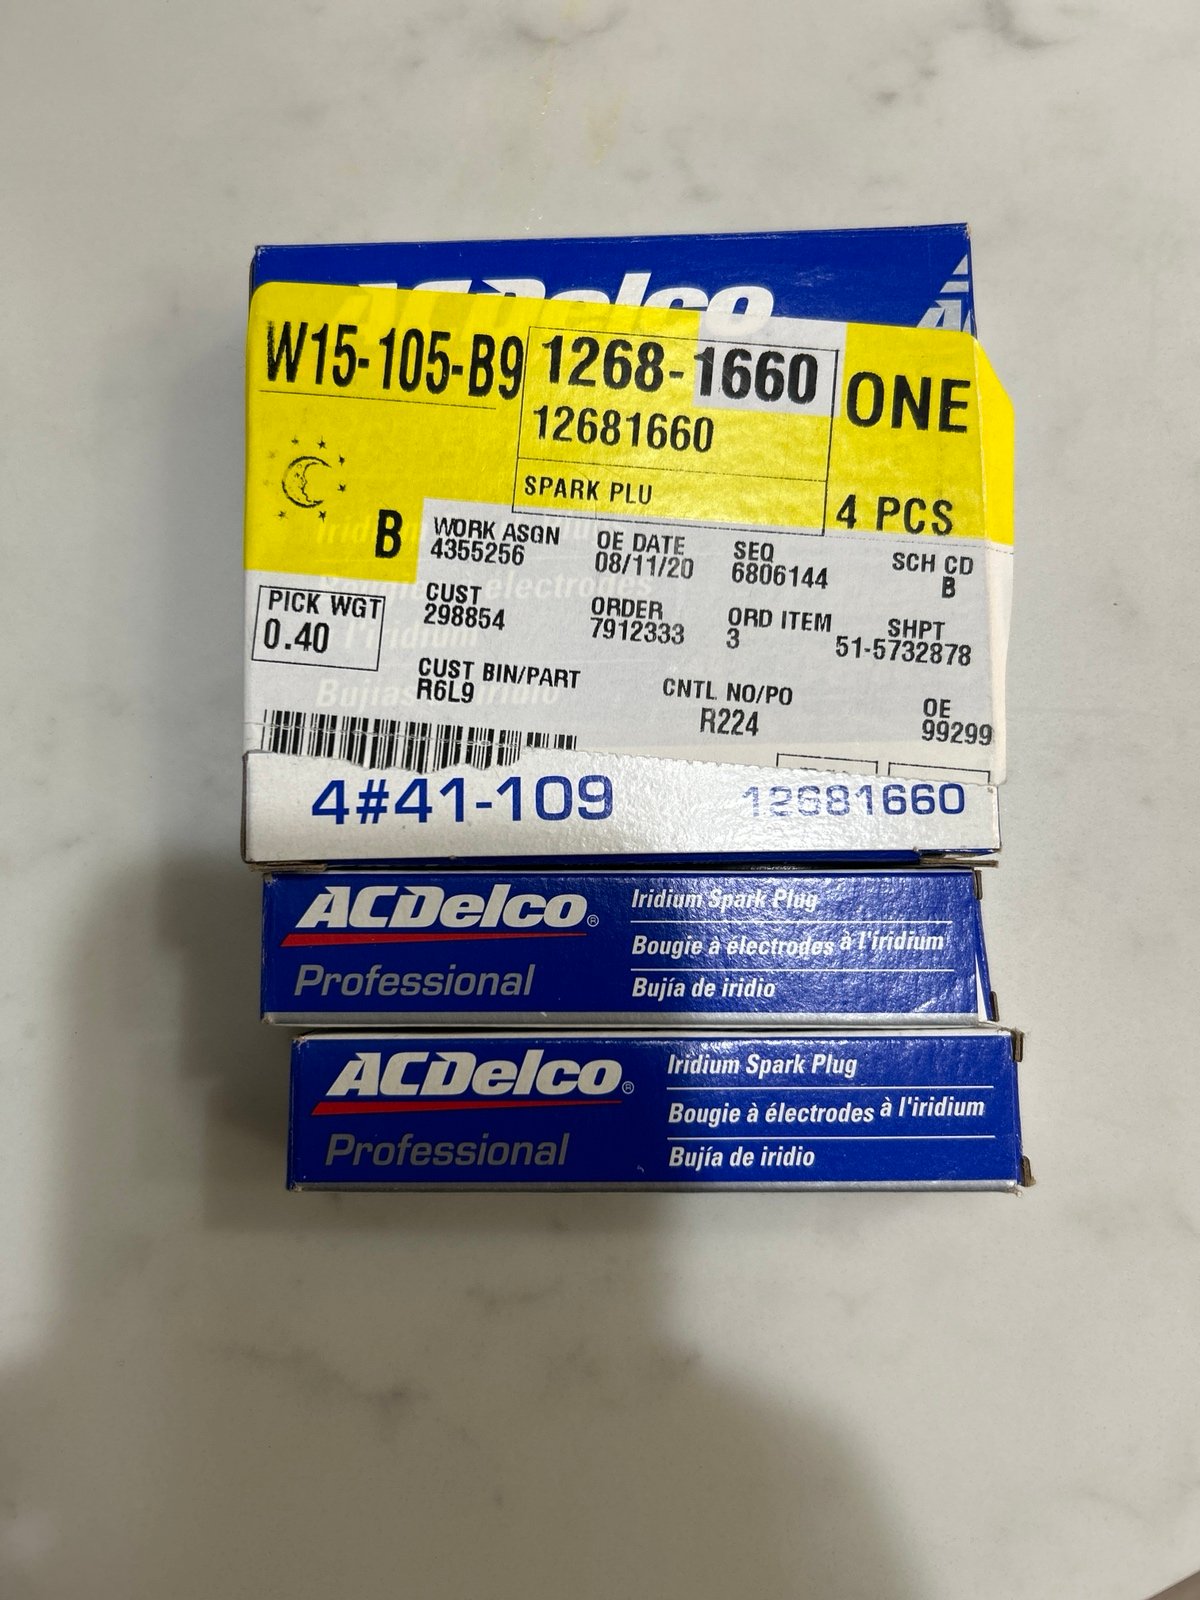 ACDelco
W15-105-B9
1268-1660
12681660
SPARK PLU
ONE
4 PCS
B
WORK ASGN
4355256
OE DATE
08/11/20
SEQ
6806144
SCH CD
B
PICK WGT
0.40
CUST
298854
ORDER
7912333
ORD ITEM
3
SHPT
51-5732878
CUST BIN/PART
R6L9
CNTL NO/PO
R224
OE
99299
4#41-109
12681660
ACDelco®
Professional
Iridium Spark Plug
Bougie à électrodes à l'iridium
Bujía de iridio
ACDelco®
Professional
Iridium Spark Plug
Bougie à électrodes à l'iridium
Bujía de iridio